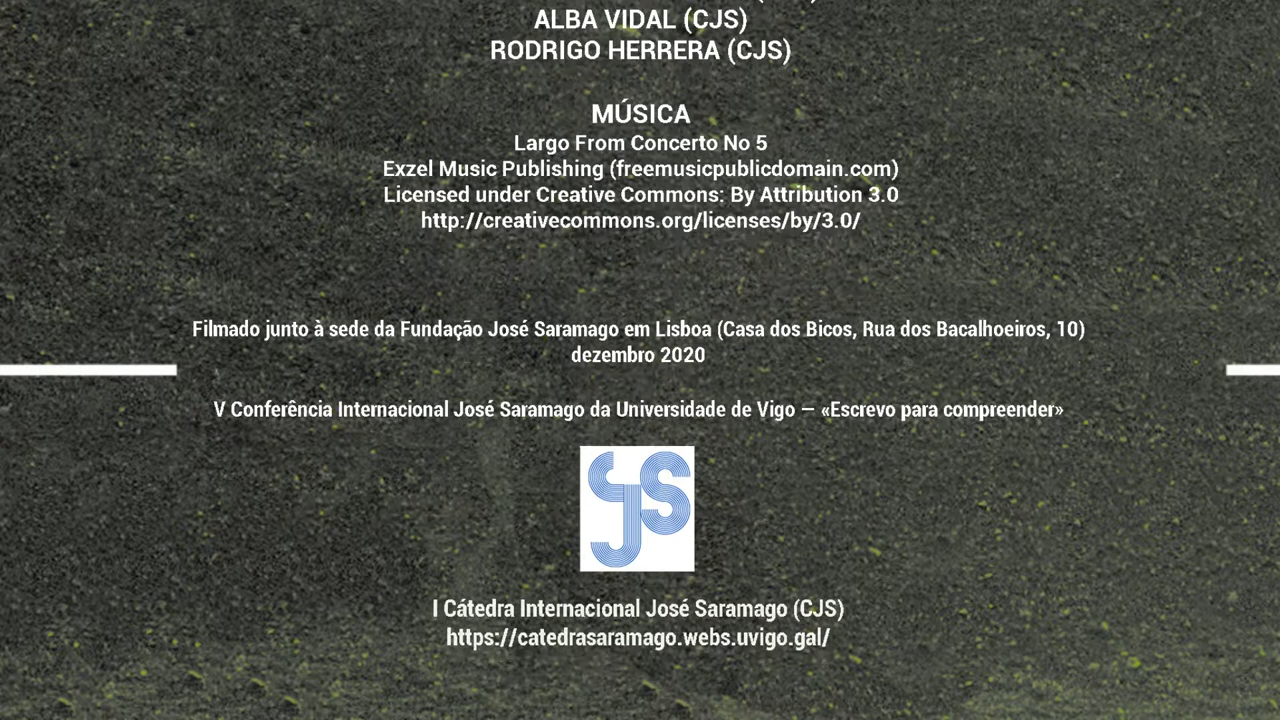 ALBA VIDAL (CJS)
RODRIGO HERRERA (CJS)
MÚSICA
Largo From Concerto No 5
Exzel Music Publishing (freemusicpublicdomain.com)
Licensed under Creative Commons: By Attribution 3.0
http://creativecommons.org/licenses/by/3.0/
Filmado junto à sede da Fundação José Saramago em Lisboa (Casa dos Bicos, Rua dos Bacalhoeiros, 10)
dezembro 2020
V Conferência Internacional José Saramago da Universidade de Vigo — «Escrevo para compreender»
CJS
I Cátedra Internacional José Saramago (CJS)
https://catedrasaramago.webs.uvigo.gal/